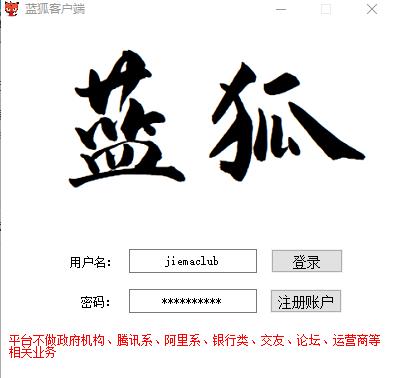 蓝狐客户端
蓝狐
用户名： jiemaclub 登录
密码： ********** 注册账户
平台不做政府机构、腾讯系、阿里系、银行类、交友、论坛、运营商等
相关业务